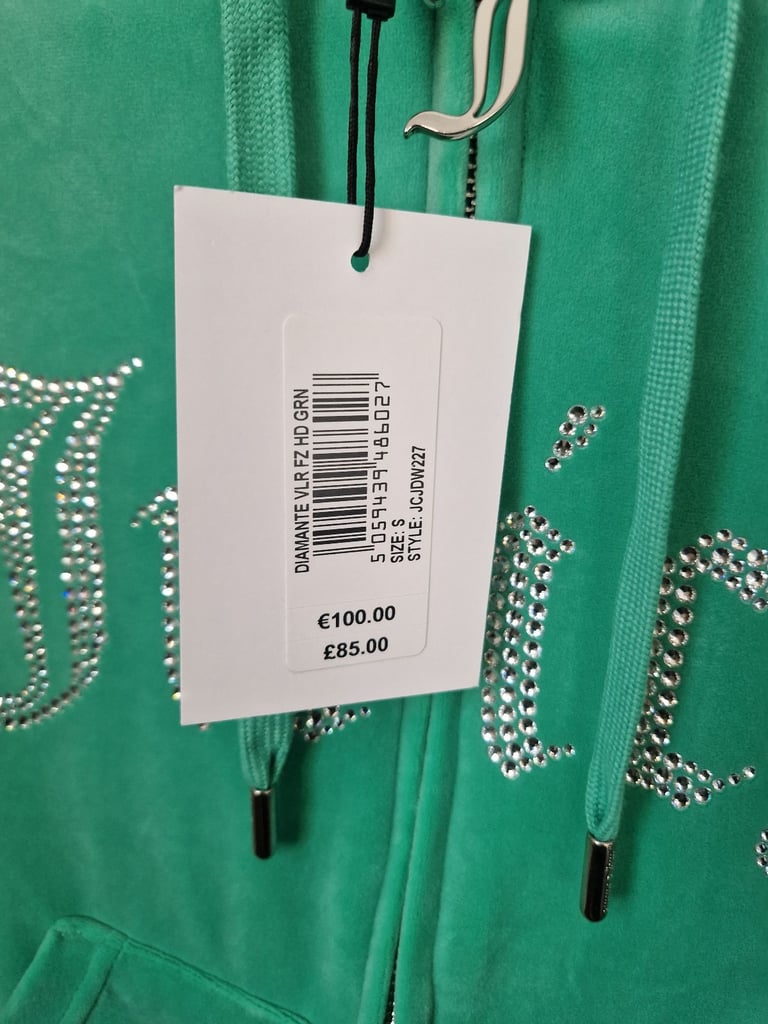 DIAMANTE VLR FZ HD GRN
5 059439 486027
SIZE: S
STYLE: JCJDW227
€100.00
£85.00